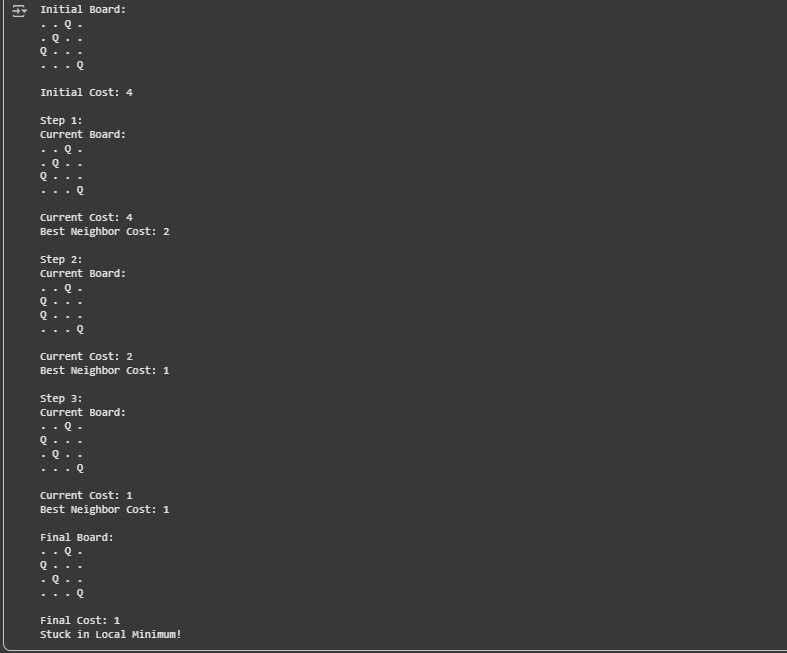 Initial Board:
. . Q .
. Q . .
Q . . .
. . . Q
Initial Cost: 4
Step 1:
Current Board:
. . Q .
. Q . .
Q . . .
. . . Q
Current Cost: 4
Best Neighbor Cost: 2
Step 2:
Current Board:
. . Q .
Q . . .
Q . . .
. . . Q
Current Cost: 2
Best Neighbor Cost: 1
Step 3:
Current Board:
. . Q .
Q . . .
. Q . .
. . . Q
Current Cost: 1
Best Neighbor Cost: 1
Final Board:
. . Q .
Q . . .
. Q . .
. . . Q
Final Cost: 1
Stuck in Local Minimum!